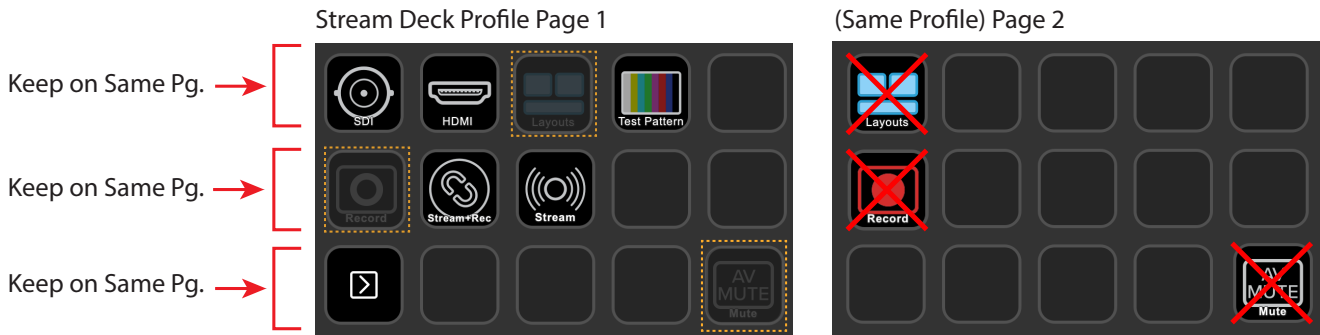 Stream Deck Profile Page 1
(Same Profile) Page 2
Keep on Same Pg.
SDI
HDMI
Layouts
Test Pattern
Layouts
Keep on Same Pg.
Record
Stream+Rec
Stream
Record
Keep on Same Pg.
AV
MUTE
Mute
AV
MUTE
Mute